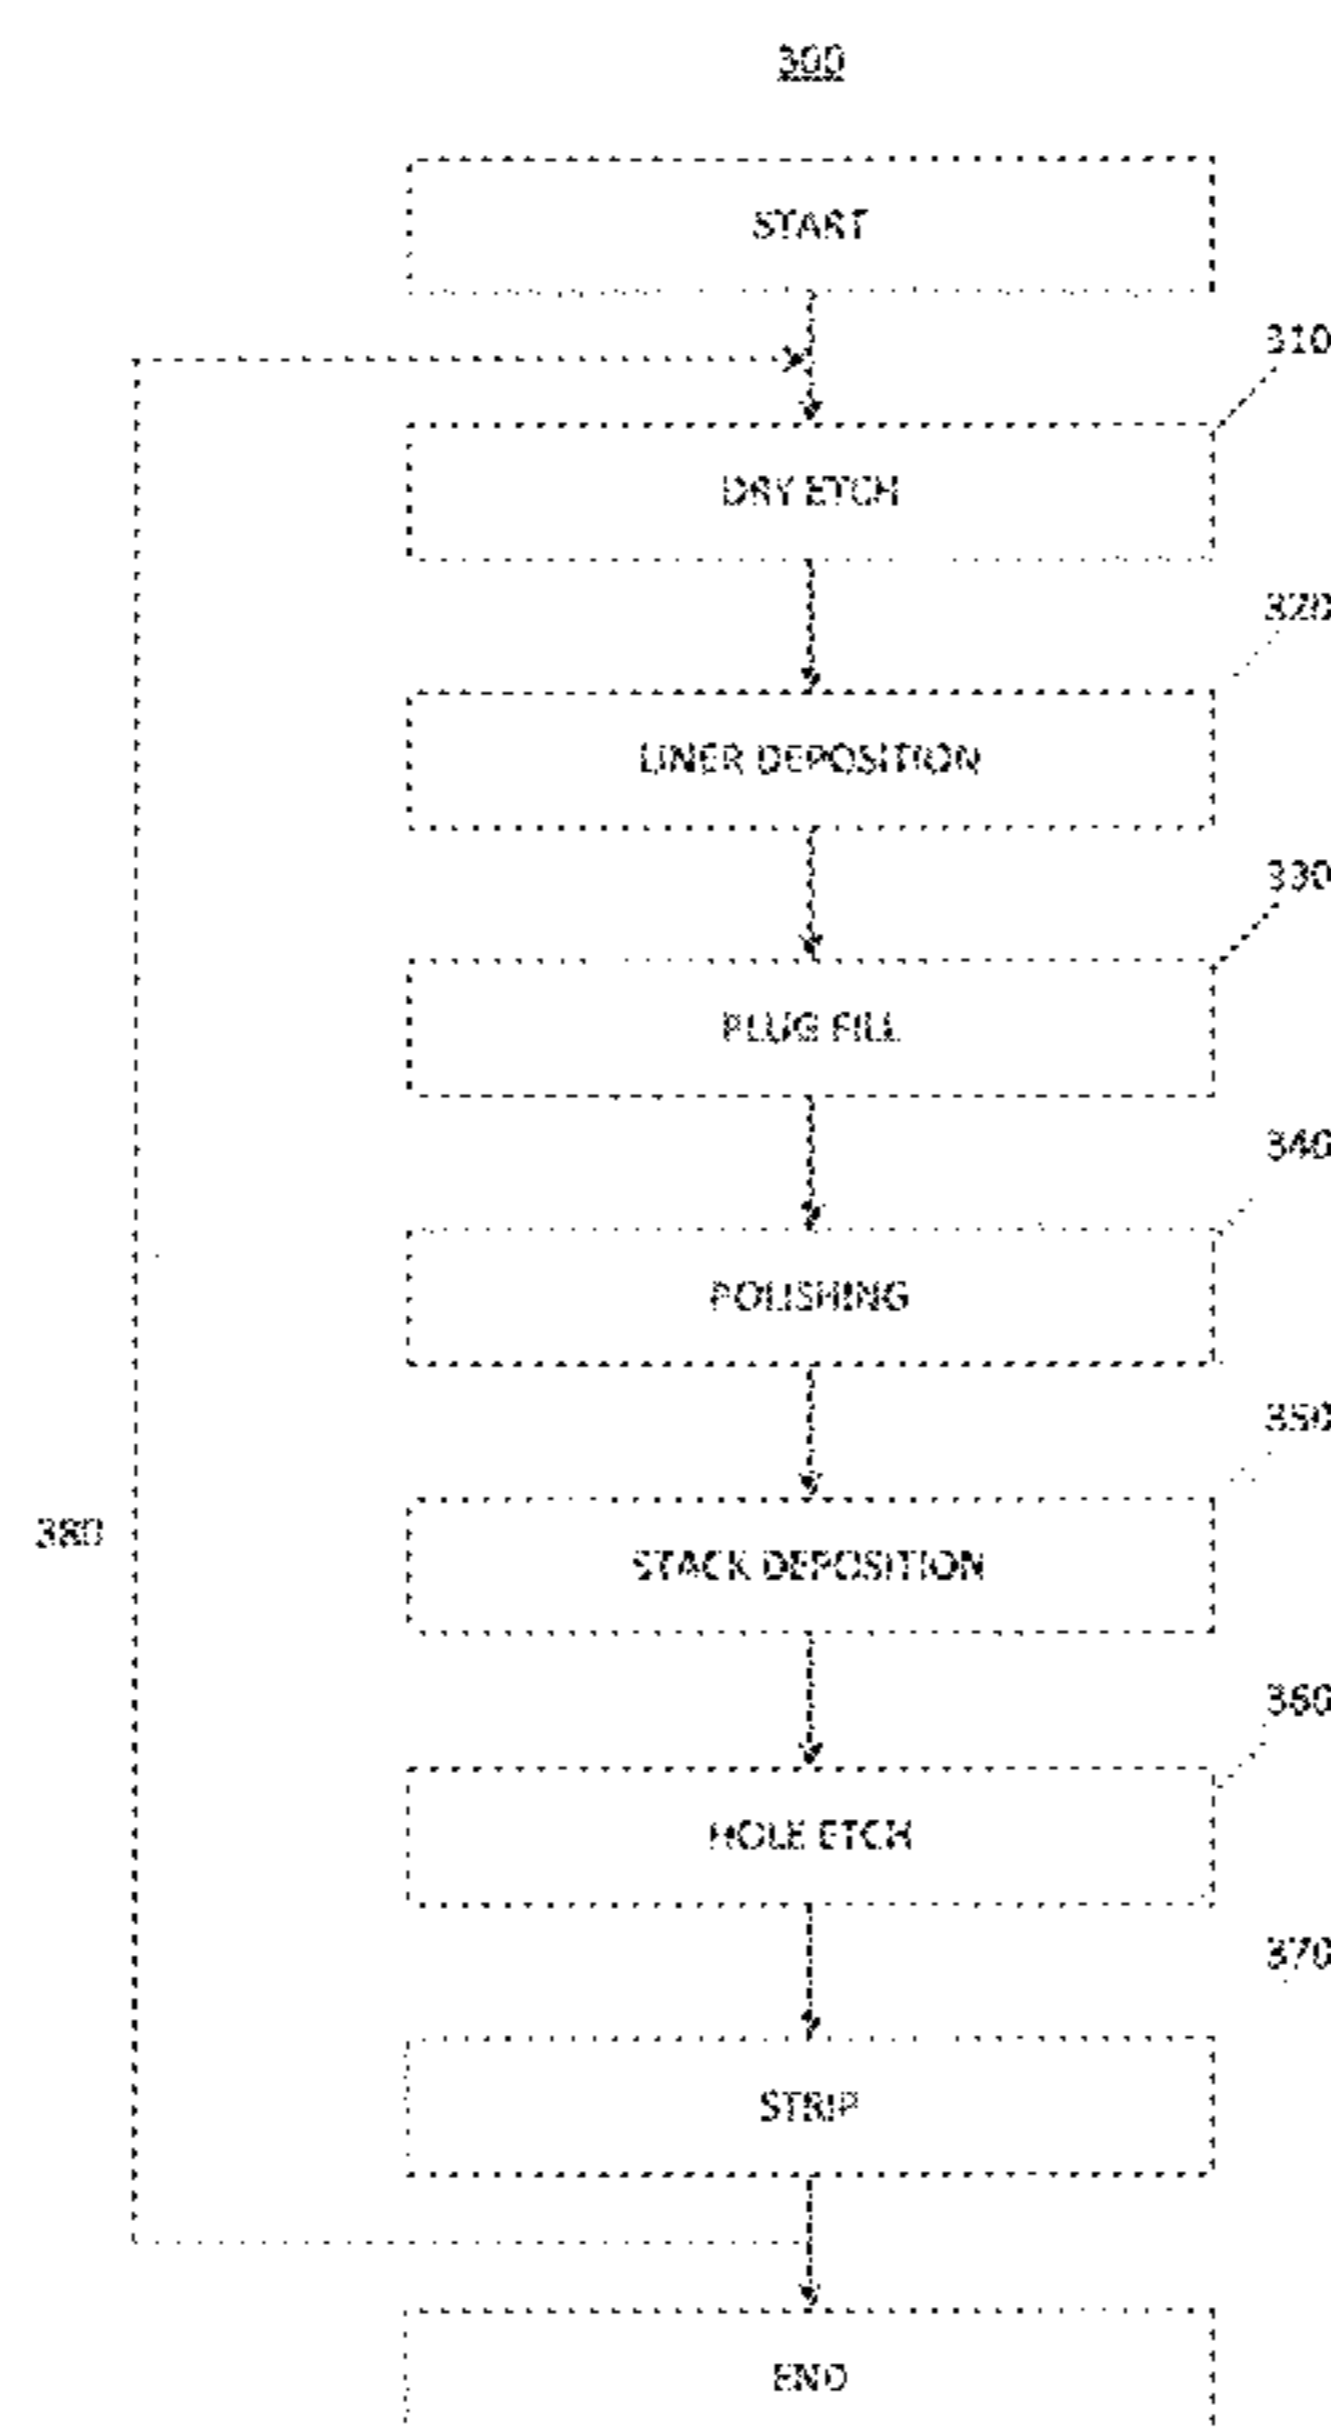 300
START
310
DRY ETCH
320
LINER DEPOSITION
330
PLUG FILL
340
POLISHING
350
STACK DEPOSITION
380
360
HOLE ETCH
370
STRIP
END